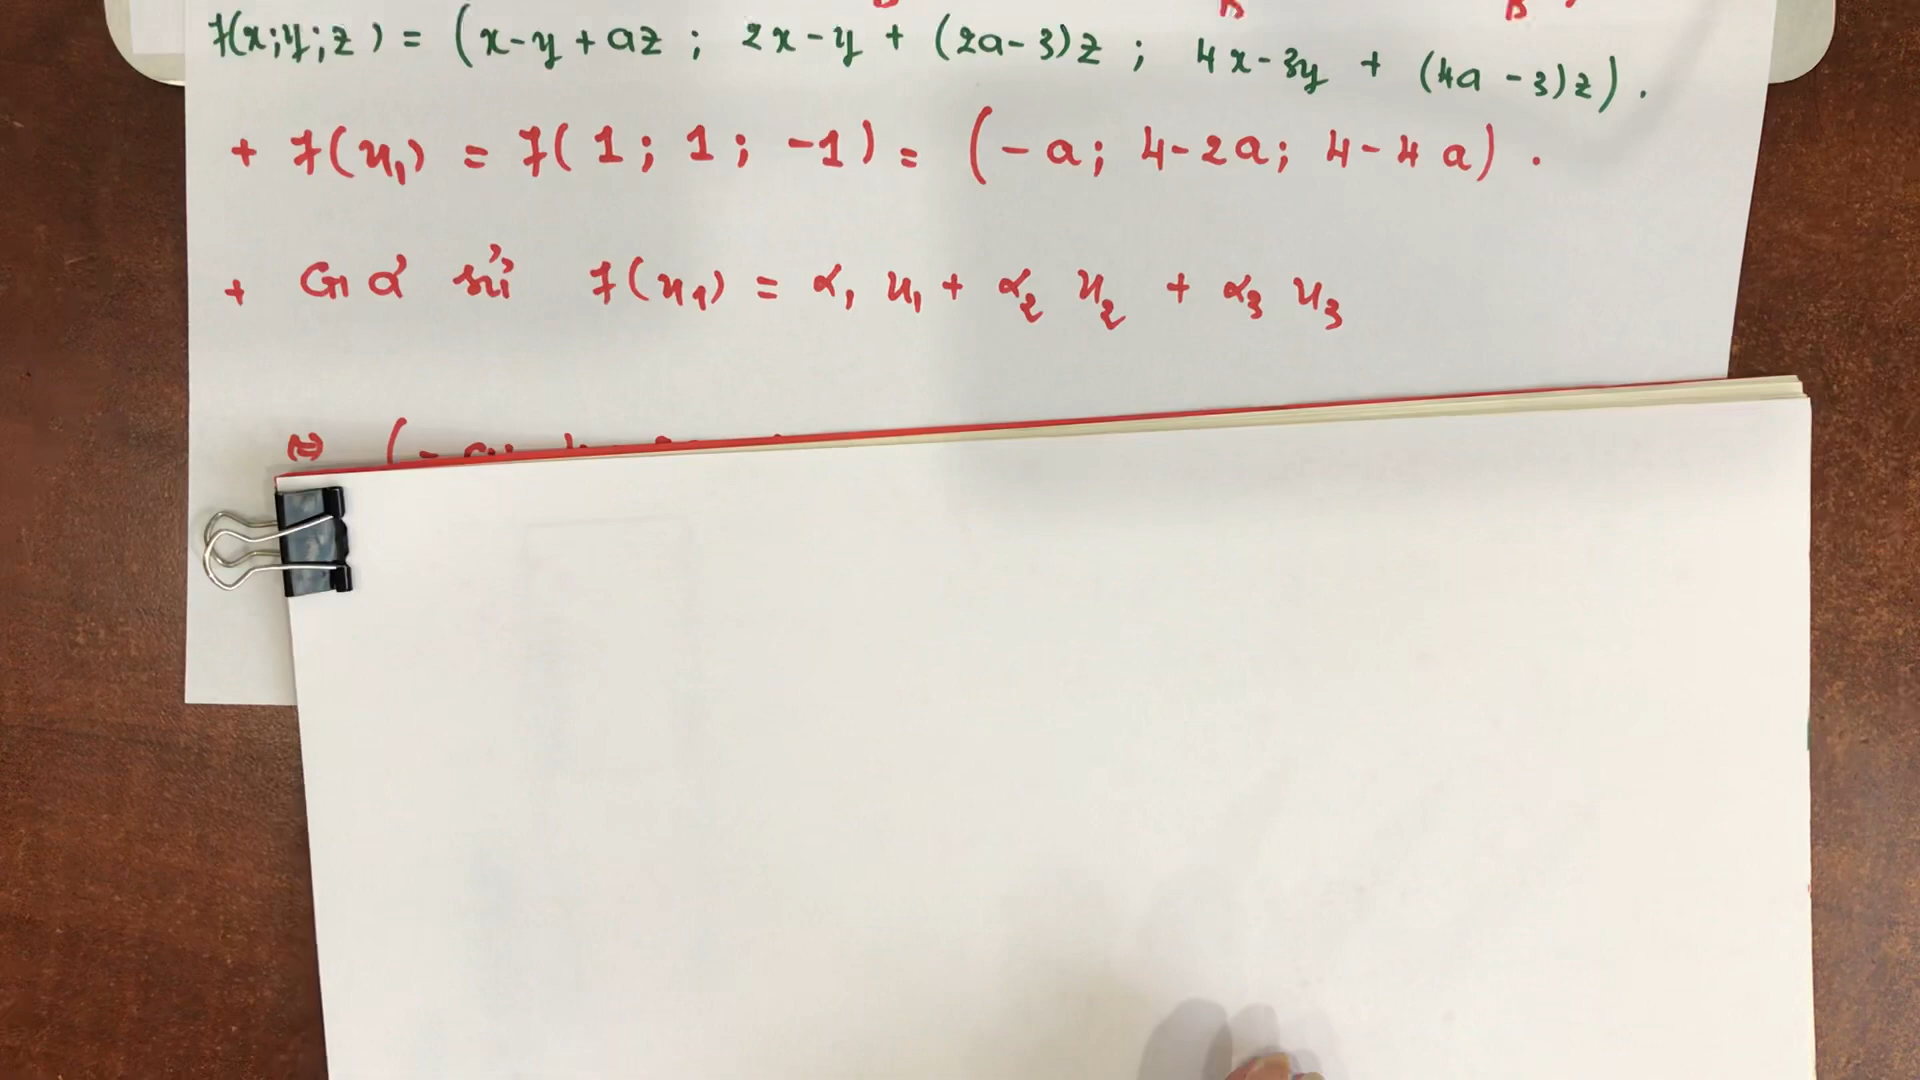 f(x;y;z) = (x-y+az ; 2x-y + (2a-3)z ; 4x-3y + (4a-3)z).
+ f(u₁) = f(1; 1; -1) = (-a; 4-2a; 4-4a).
+ Giả sử f(u₁) = α₁ u₁ + α₂ u₂ + α₃ u₃
⇔ (-a;